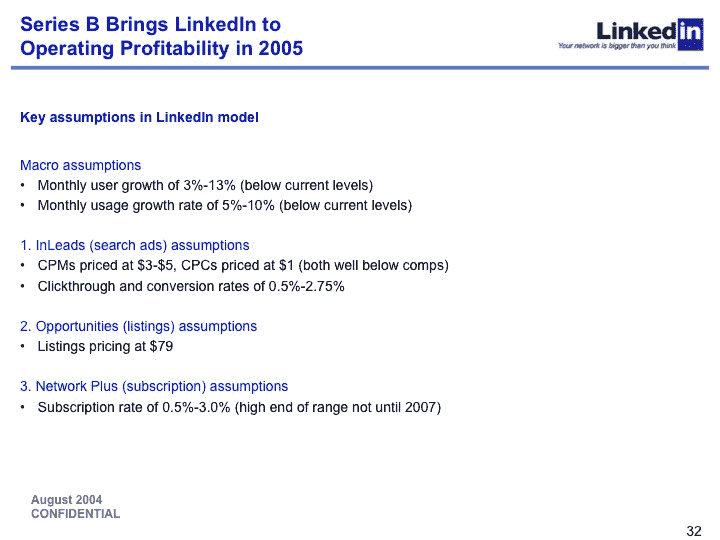 Series B Brings LinkedIn to
Operating Profitability in 2005
Linked in
Your network is bigger than you think
Key assumptions in LinkedIn model
Macro assumptions
• Monthly user growth of 3%-13% (below current levels)
• Monthly usage growth rate of 5%-10% (below current levels)
1. InLeads (search ads) assumptions
• CPMs priced at $3-$5, CPCs priced at $1 (both well below comps)
• Clickthrough and conversion rates of 0.5%-2.75%
2. Opportunities (listings) assumptions
• Listings pricing at $79
3. Network Plus (subscription) assumptions
• Subscription rate of 0.5%-3.0% (high end of range not until 2007)
August 2004
CONFIDENTIAL
32